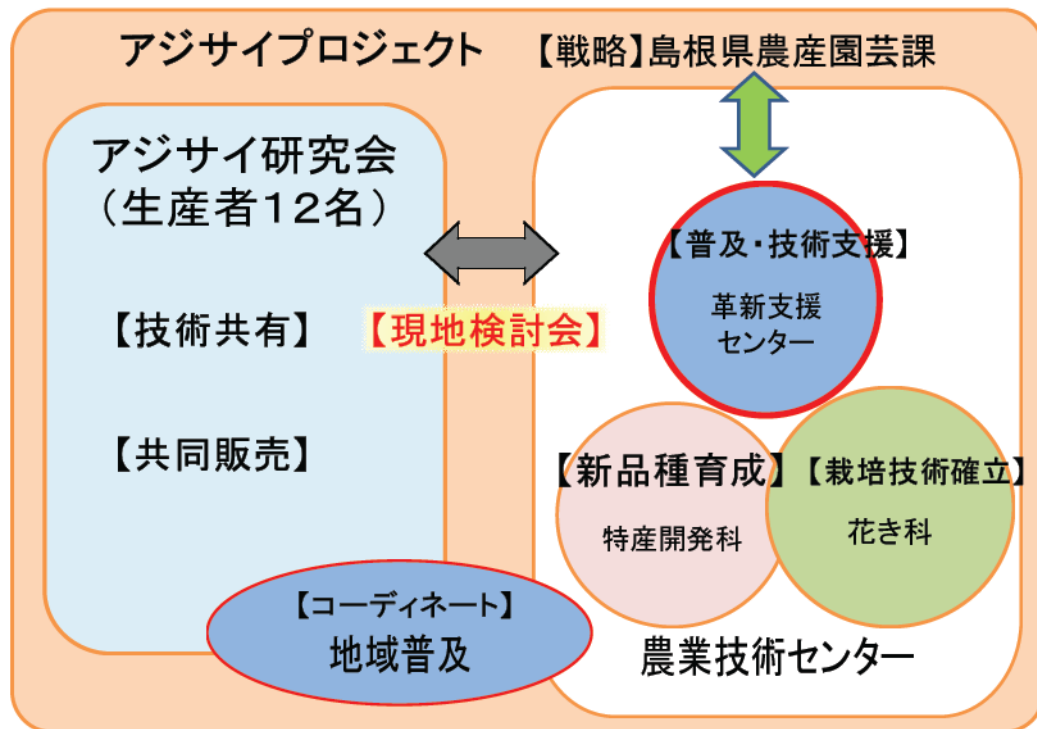 アジサイプロジェクト 【戦略】島根県農産園芸課
アジサイ研究会
（生産者１２名）
【技術共有】
【共同販売】
【現地検討会】
【普及・技術支援】
革新支援
センター
【新品種育成】
特産開発科
【栽培技術確立】
花き科
農業技術センター
【コーディネート】
地域普及